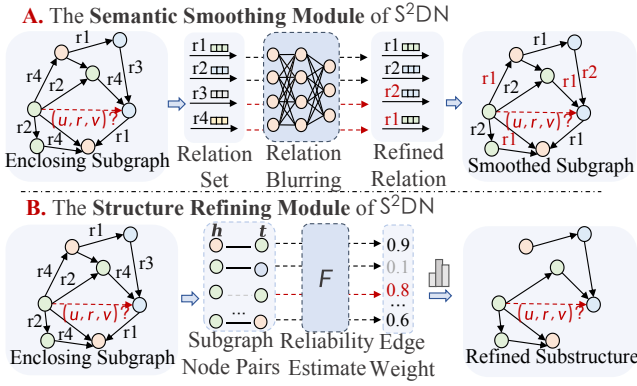 A. The Semantic Smoothing Module of S²DN
r1
r4
r2
r4
r3
(u, r, v)?
r2
r4
r1
Enclosing Subgraph
r1
r2
r3
r4
Relation
Set
Relation
Blurring
r1
r2
r2
r1
Refined
Relation
r1
r1
r2
r1
r2
(u, r, v)?
r2
r1
r1
Smoothed Subgraph
B. The Structure Refining Module of S²DN
r1
r4
r2
r4
r3
(u, r, v)?
r2
r4
r1
Enclosing Subgraph
h t
...
Subgraph
Node Pairs
F
Reliability
Estimate
0.9
0.1
0.8
...
0.6
Edge
Weight
(u, r, v)?
Refined Substructure